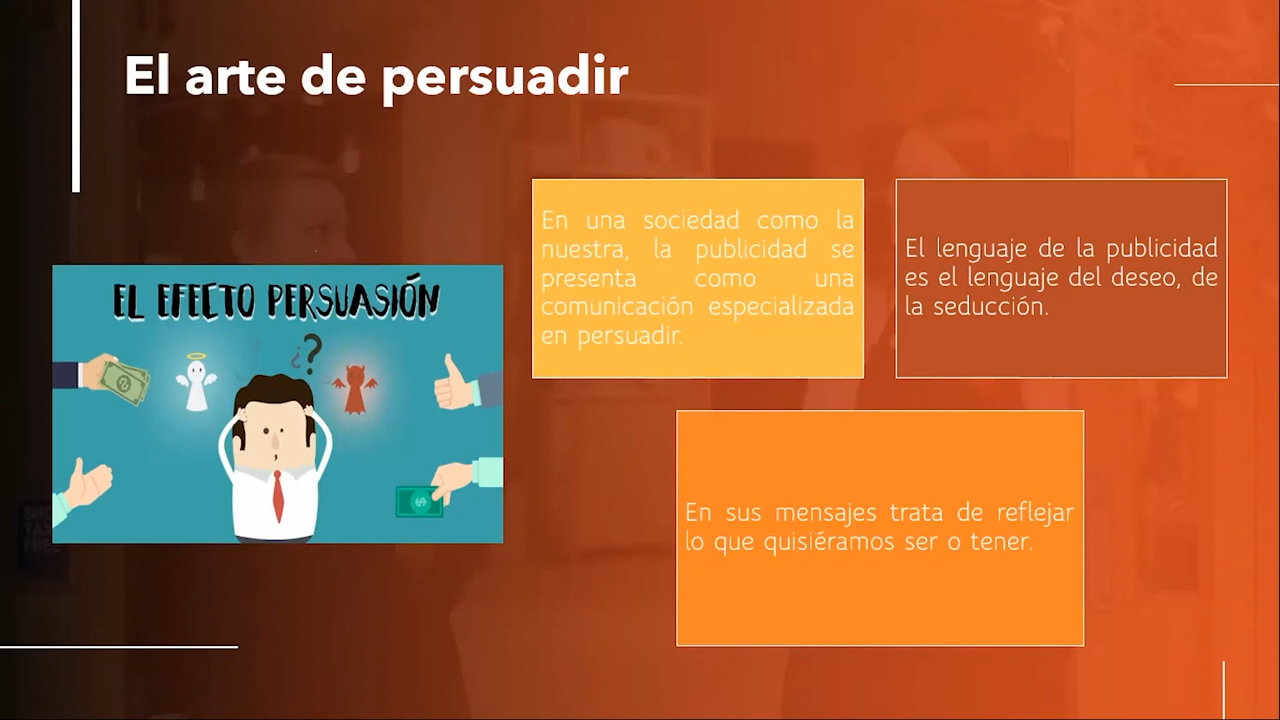 El arte de persuadir
EL EFECTO PERSUASIÓN
¿?
En una sociedad como la
nuestra, la publicidad se
presenta como una
comunicación especializada
en persuadir.
El lenguaje de la publicidad
es el lenguaje del deseo, de
la seducción.
En sus mensajes trata de reflejar
lo que quisiéramos ser o tener.
TAX
FREE